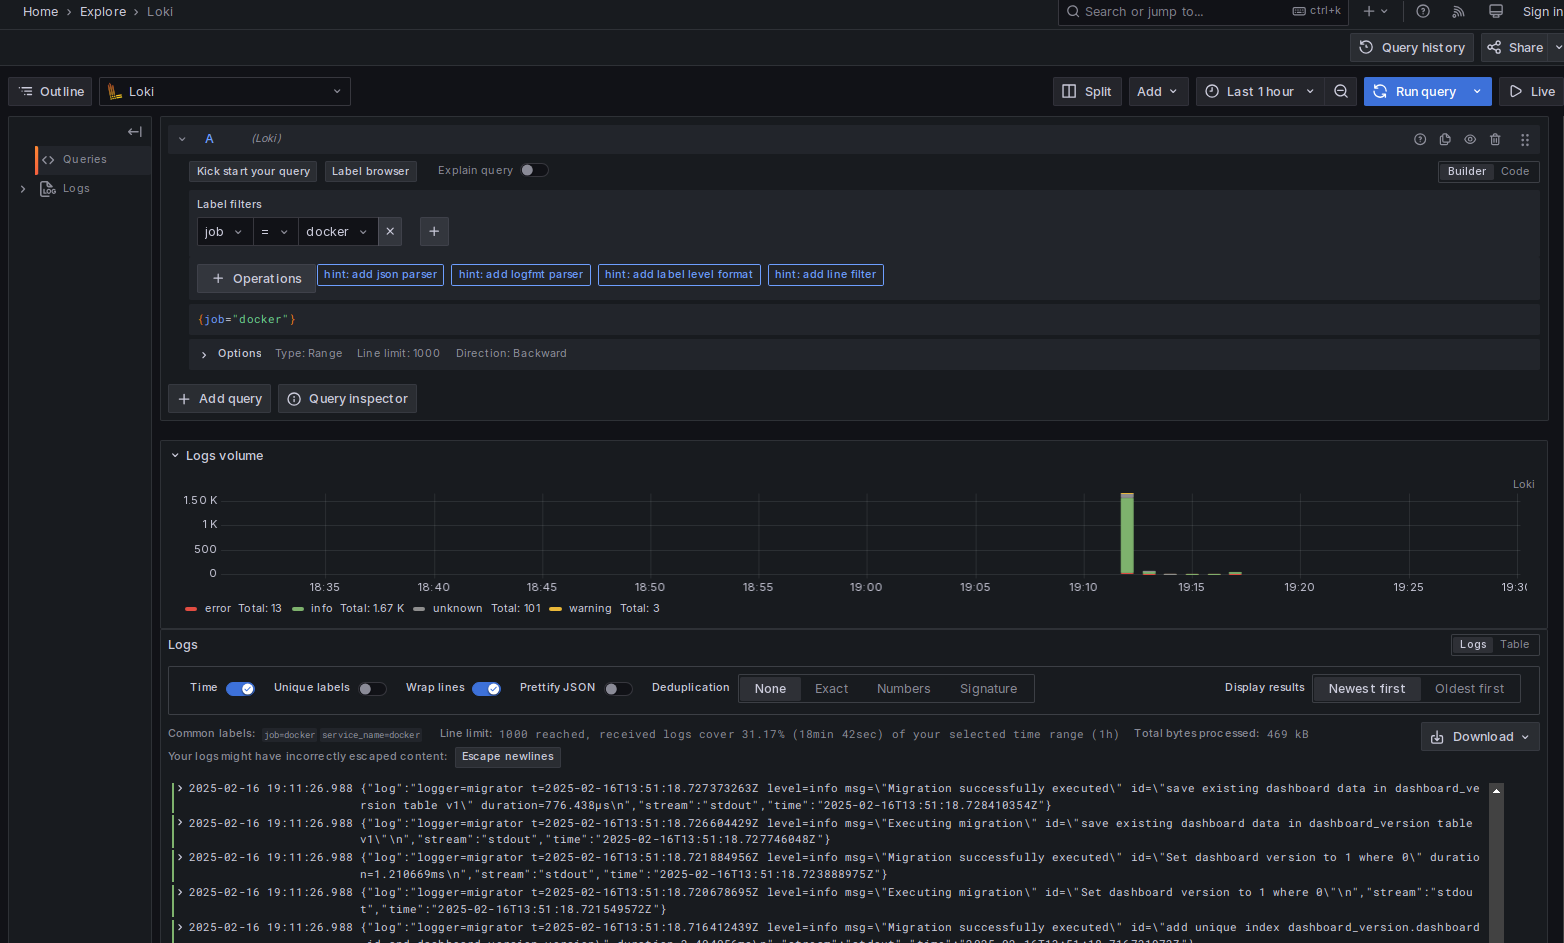 Home › Explore › Loki
Search or jump to... ctrl+k
Sign in
Query history
Share
Outline
Loki
Split
Add
Last 1 hour
Run query
Live
Queries
Logs
A (Loki)
Kick start your query
Label browser
Explain query
Builder
Code
Label filters
job = docker
Operations
hint: add json parser
hint: add logfmt parser
hint: add label level format
hint: add line filter
{job="docker"}
Options Type: Range Line limit: 1000 Direction: Backward
Add query
Query inspector
Logs volume
Loki
1.50 K
1 K
500
0
18:35 18:40 18:45 18:50 18:55 19:00 19:05 19:10 19:15 19:20 19:25 19:30
error Total: 13 info Total: 1.67 K unknown Total: 101 warning Total: 3
Logs
Logs Table
Time Unique labels Wrap lines Prettify JSON Deduplication None Exact Numbers Signature
Display results Newest first Oldest first
Common labels: job=docker service_name=docker Line limit: 1000 reached, received logs cover 31.17% (18min 42sec) of your selected time range (1h) Total bytes processed: 469 kB
Download
Your logs might have incorrectly escaped content: Escape newlines
2025-02-16 19:11:26.988 {"log":"logger=migrator t=2025-02-16T13:51:18.727373263Z level=info msg=\"Migration successfully executed\" id=\"save existing dashboard data in dashboard_ve
rsion table v1\" duration=776.438µs\n","stream":"stdout","time":"2025-02-16T13:51:18.728410354Z"}
2025-02-16 19:11:26.988 {"log":"logger=migrator t=2025-02-16T13:51:18.726604429Z level=info msg=\"Executing migration\" id=\"save existing dashboard data in dashboard_version table
v1\"\n","stream":"stdout","time":"2025-02-16T13:51:18.727746048Z"}
2025-02-16 19:11:26.988 {"log":"logger=migrator t=2025-02-16T13:51:18.721884956Z level=info msg=\"Migration successfully executed\" id=\"Set dashboard version to 1 where 0\" duratio
n=1.210669ms\n","stream":"stdout","time":"2025-02-16T13:51:18.723888975Z"}
2025-02-16 19:11:26.988 {"log":"logger=migrator t=2025-02-16T13:51:18.720678695Z level=info msg=\"Executing migration\" id=\"Set dashboard version to 1 where 0\"\n","stream":"stdou
t","time":"2025-02-16T13:51:18.721549572Z"}
2025-02-16 19:11:26.988 {"log":"logger=migrator t=2025-02-16T13:51:18.716412439Z level=info msg=\"Migration successfully executed\" id=\"add unique index dashboard_version.dashboard